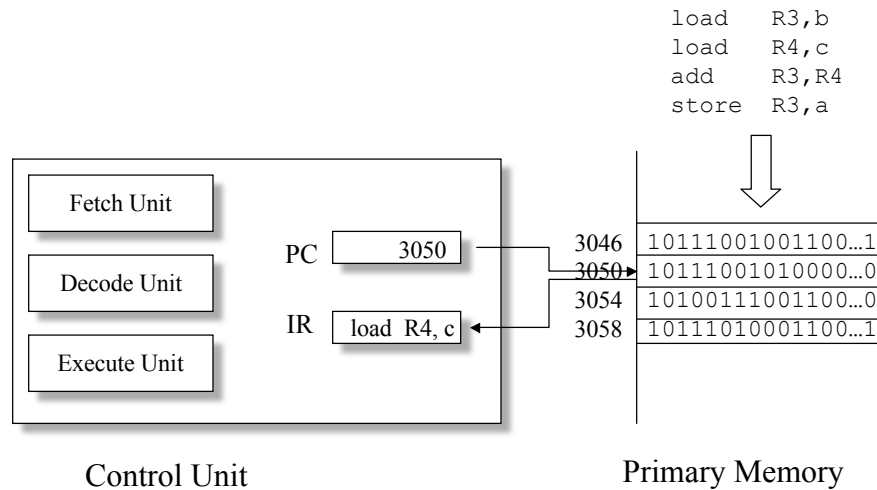 load R3,b
load R4,c
add R3,R4
store R3,a
Fetch Unit
Decode Unit
Execute Unit
PC 3050
IR load R4, c
3046 10111001001100…1
3050 10111001010000…0
3054 10100111001100…0
3058 10111010001100…1
Control Unit
Primary Memory